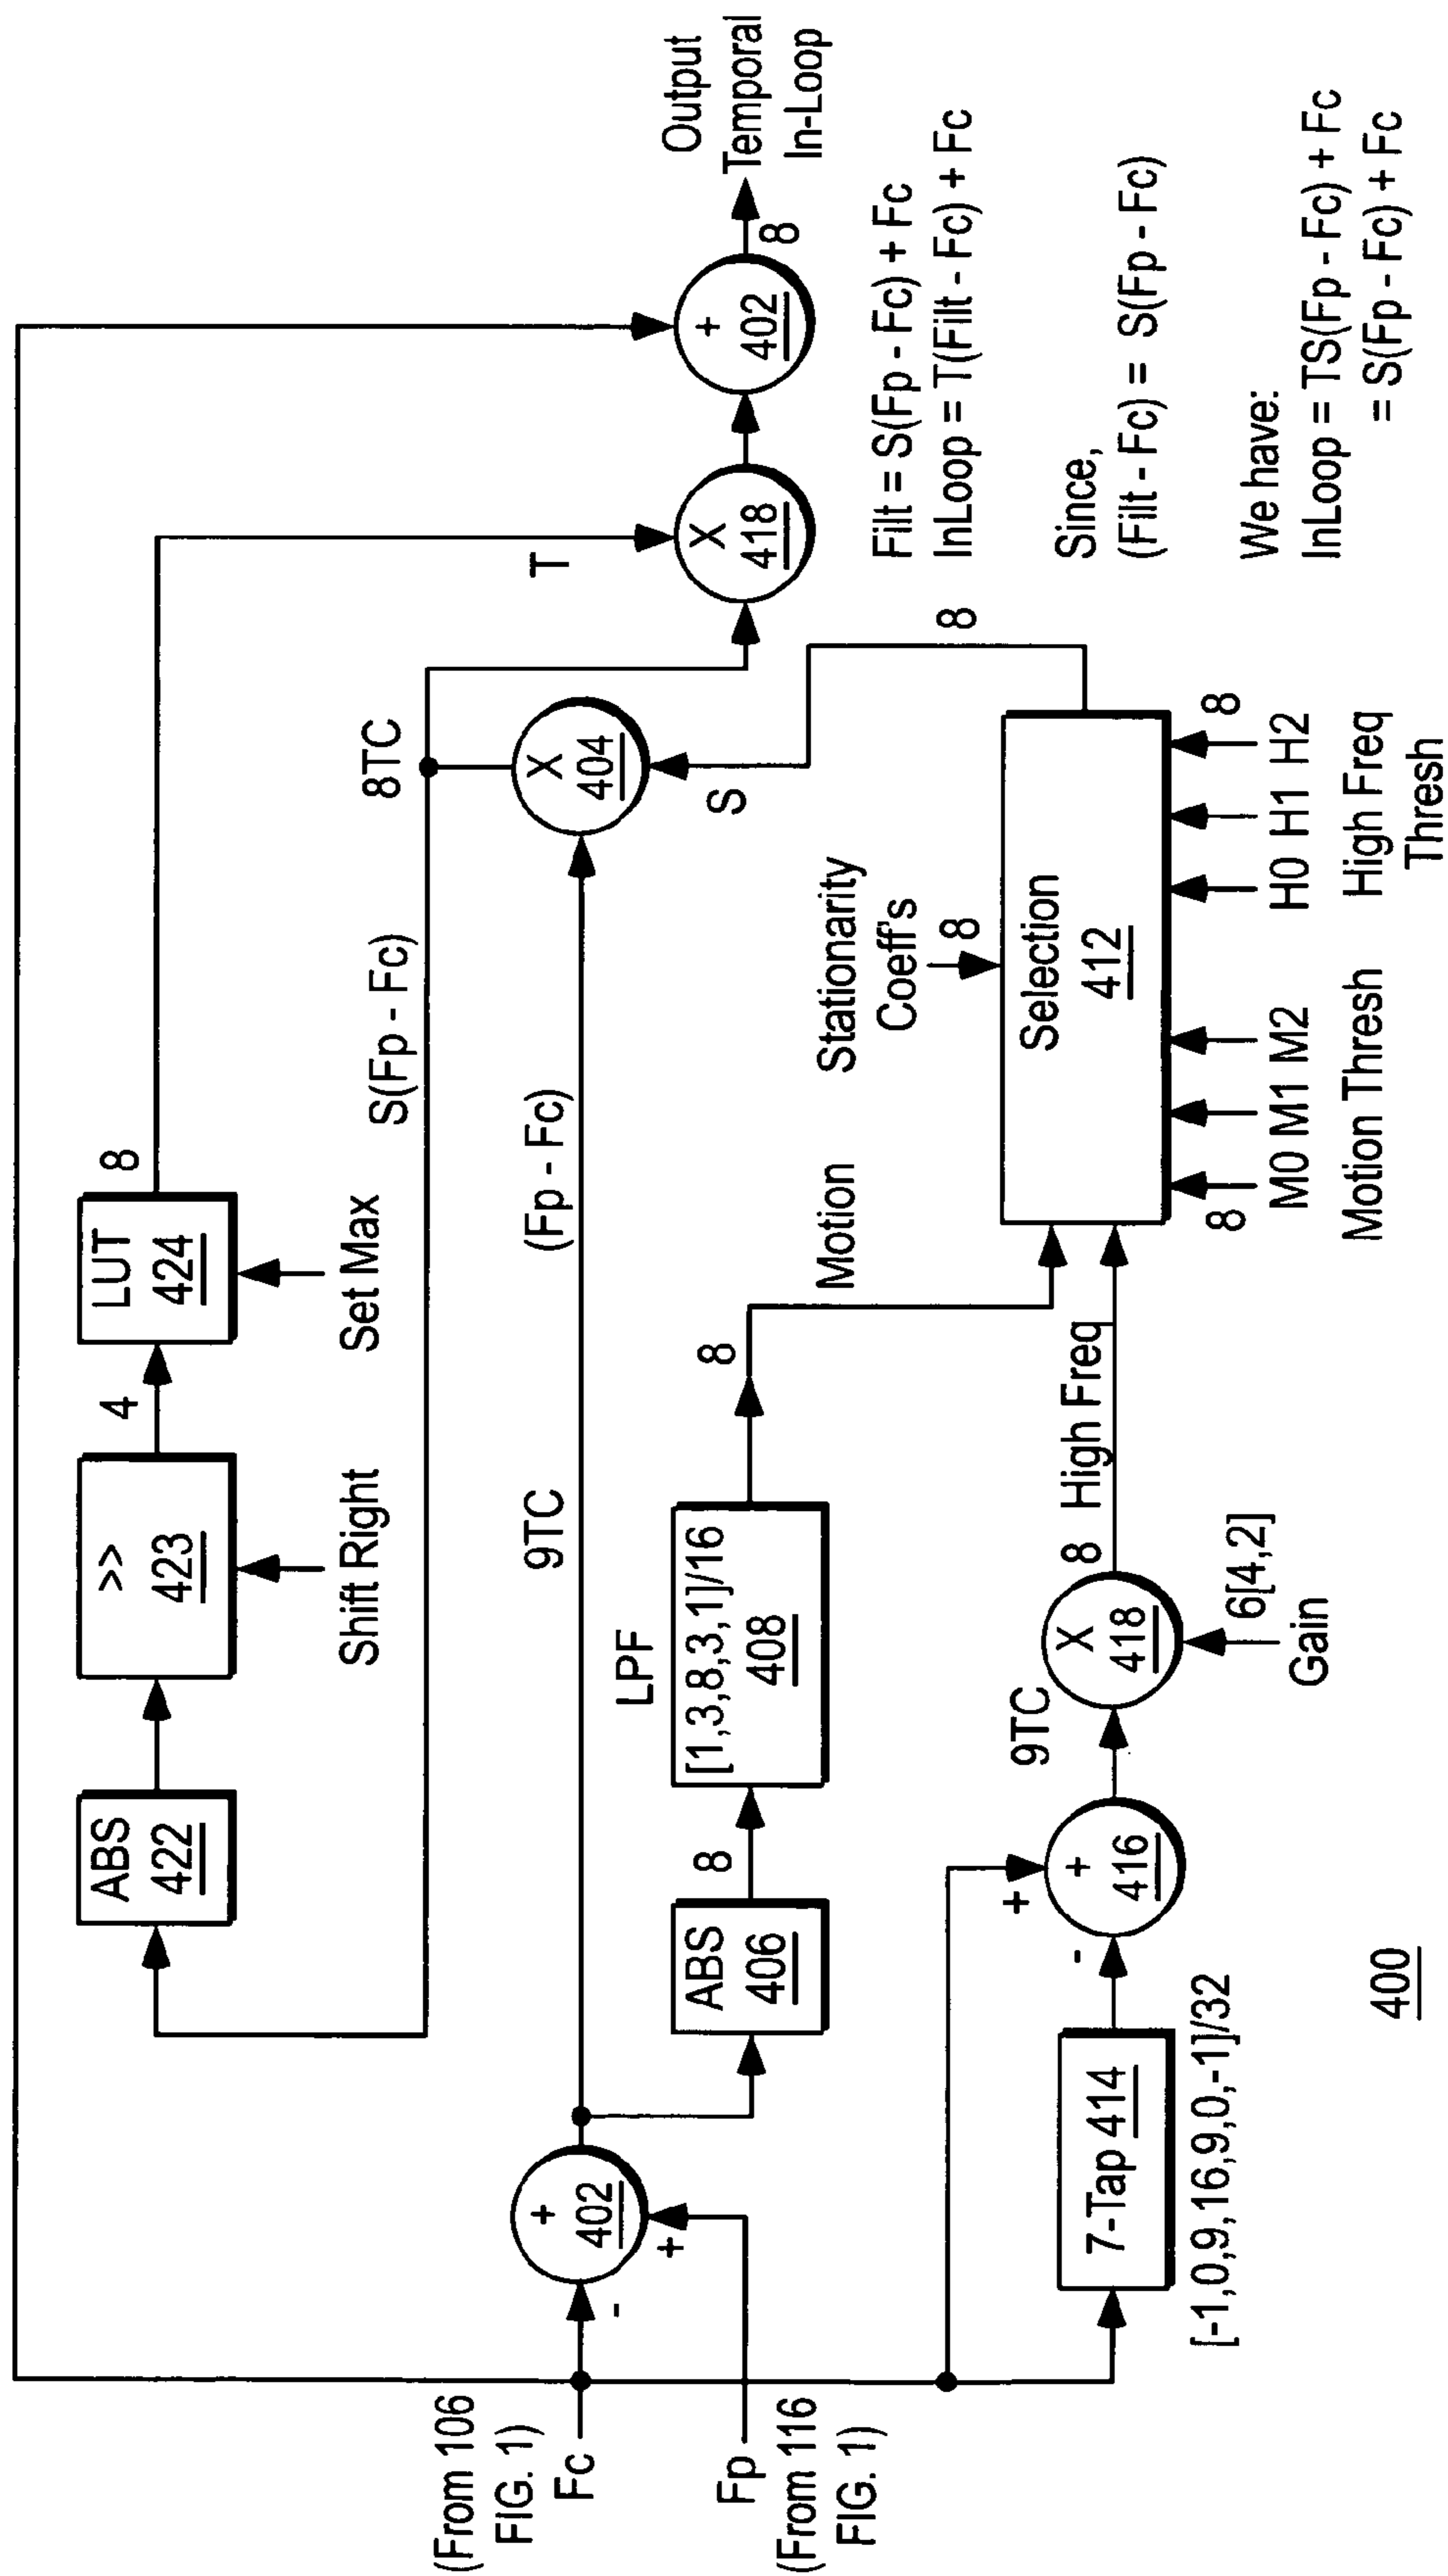 (From 106
FIG. 1)
Fc
Fp
(From 116
FIG. 1)
ABS
422
>>
423
Shift Right
4
LUT
424
Set Max
8
T
S(Fp - Fc)
8TC
+
402
-
+
9TC
(Fp - Fc)
X
404
S
X
418
+
402
8
Output
Temporal
In-Loop
ABS
406
8
LPF
[1,3,8,3,1]/16
408
8
Motion
7-Tap 414
[-1,0,9,16,9,0,-1]/32
-
+
+
416
9TC
X
418
6[4,2]
Gain
8
High Freq
Stationarity
Coeff's
8
Selection
412
8
8
M0 M1 M2
Motion Thresh
8
H0 H1 H2
High Freq
Thresh
Filt = S(Fp - Fc) + Fc
InLoop = T(Filt - Fc) + Fc
Since,
(Filt - Fc) = S(Fp - Fc)
We have:
InLoop = TS(Fp - Fc) + Fc
= S(Fp - Fc) + Fc
400